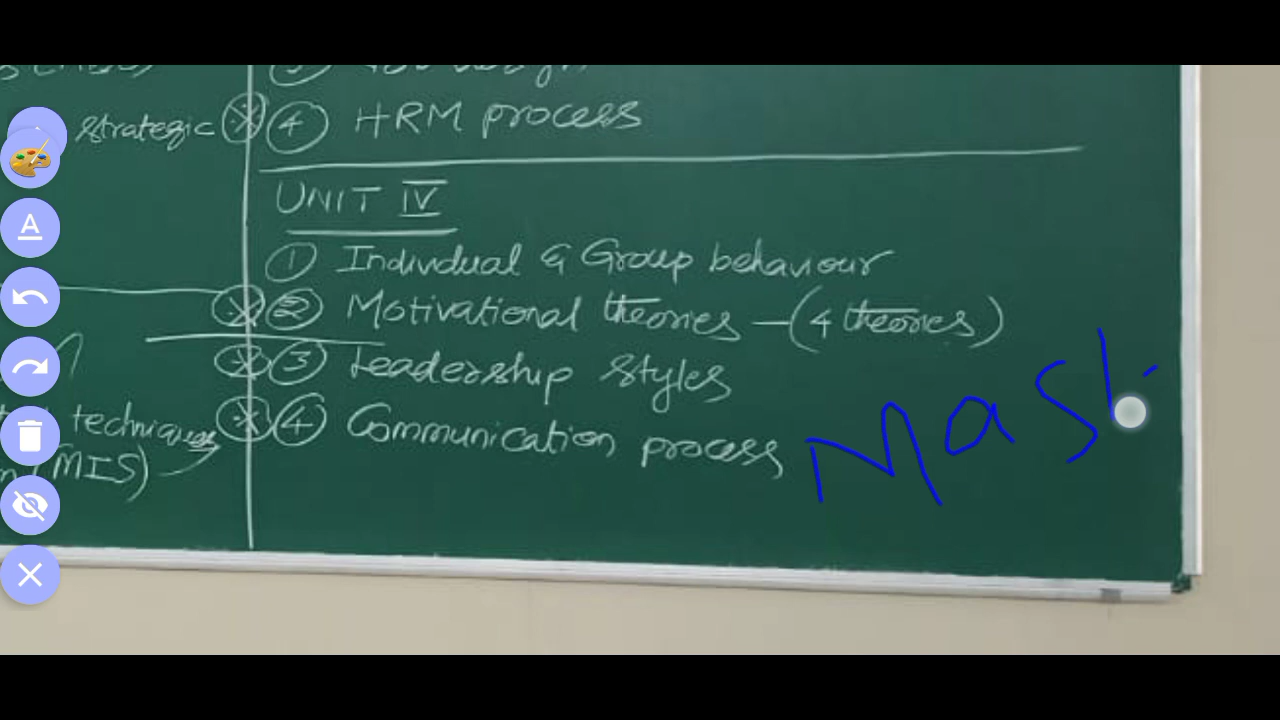 strategic
techniques
(MIS)
④ HRM process
UNIT IV
① Individual & Group behaviour
② Motivational theories - (4 theories)
③ Leadership styles
④ Communication process
A